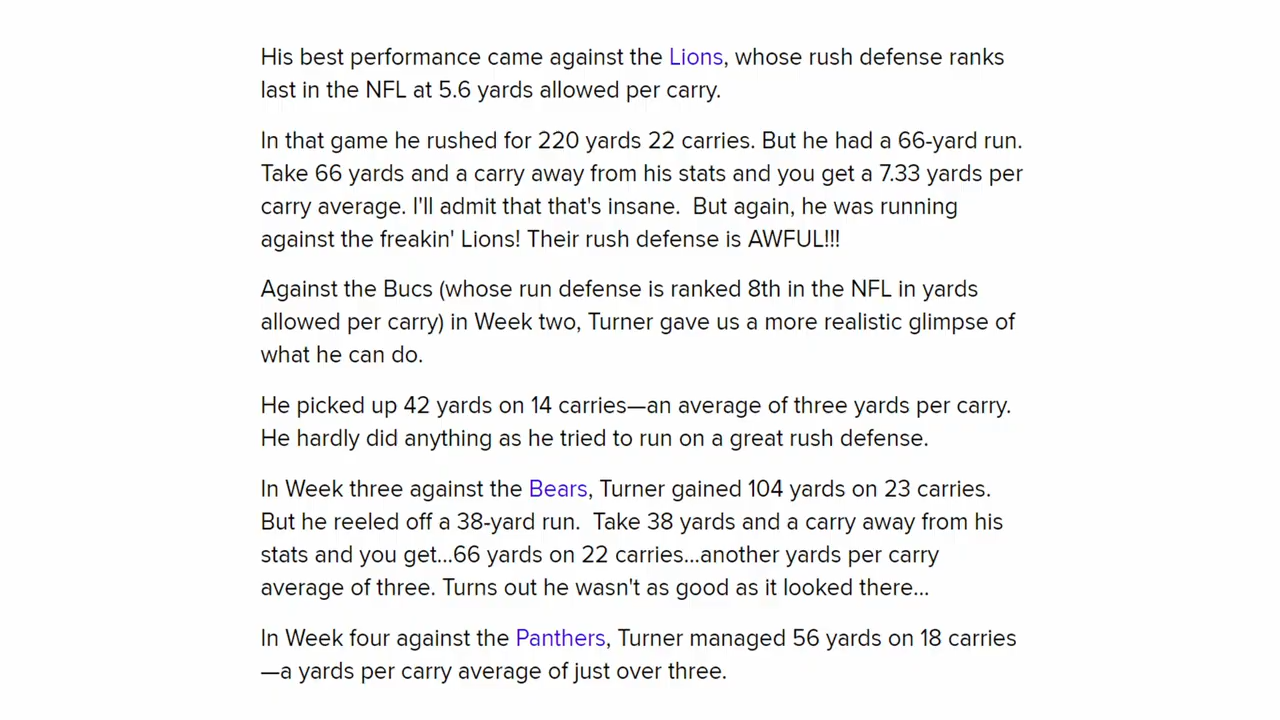 His best performance came against the Lions, whose rush defense ranks
last in the NFL at 5.6 yards allowed per carry.
In that game he rushed for 220 yards 22 carries. But he had a 66-yard run.
Take 66 yards and a carry away from his stats and you get a 7.33 yards per
carry average. I'll admit that that's insane.  But again, he was running
against the freakin' Lions! Their rush defense is AWFUL!!!
Against the Bucs (whose run defense is ranked 8th in the NFL in yards
allowed per carry) in Week two, Turner gave us a more realistic glimpse of
what he can do.
He picked up 42 yards on 14 carries—an average of three yards per carry.
He hardly did anything as he tried to run on a great rush defense.
In Week three against the Bears, Turner gained 104 yards on 23 carries.
But he reeled off a 38-yard run.  Take 38 yards and a carry away from his
stats and you get...66 yards on 22 carries...another yards per carry
average of three. Turns out he wasn't as good as it looked there...
In Week four against the Panthers, Turner managed 56 yards on 18 carries
—a yards per carry average of just over three.